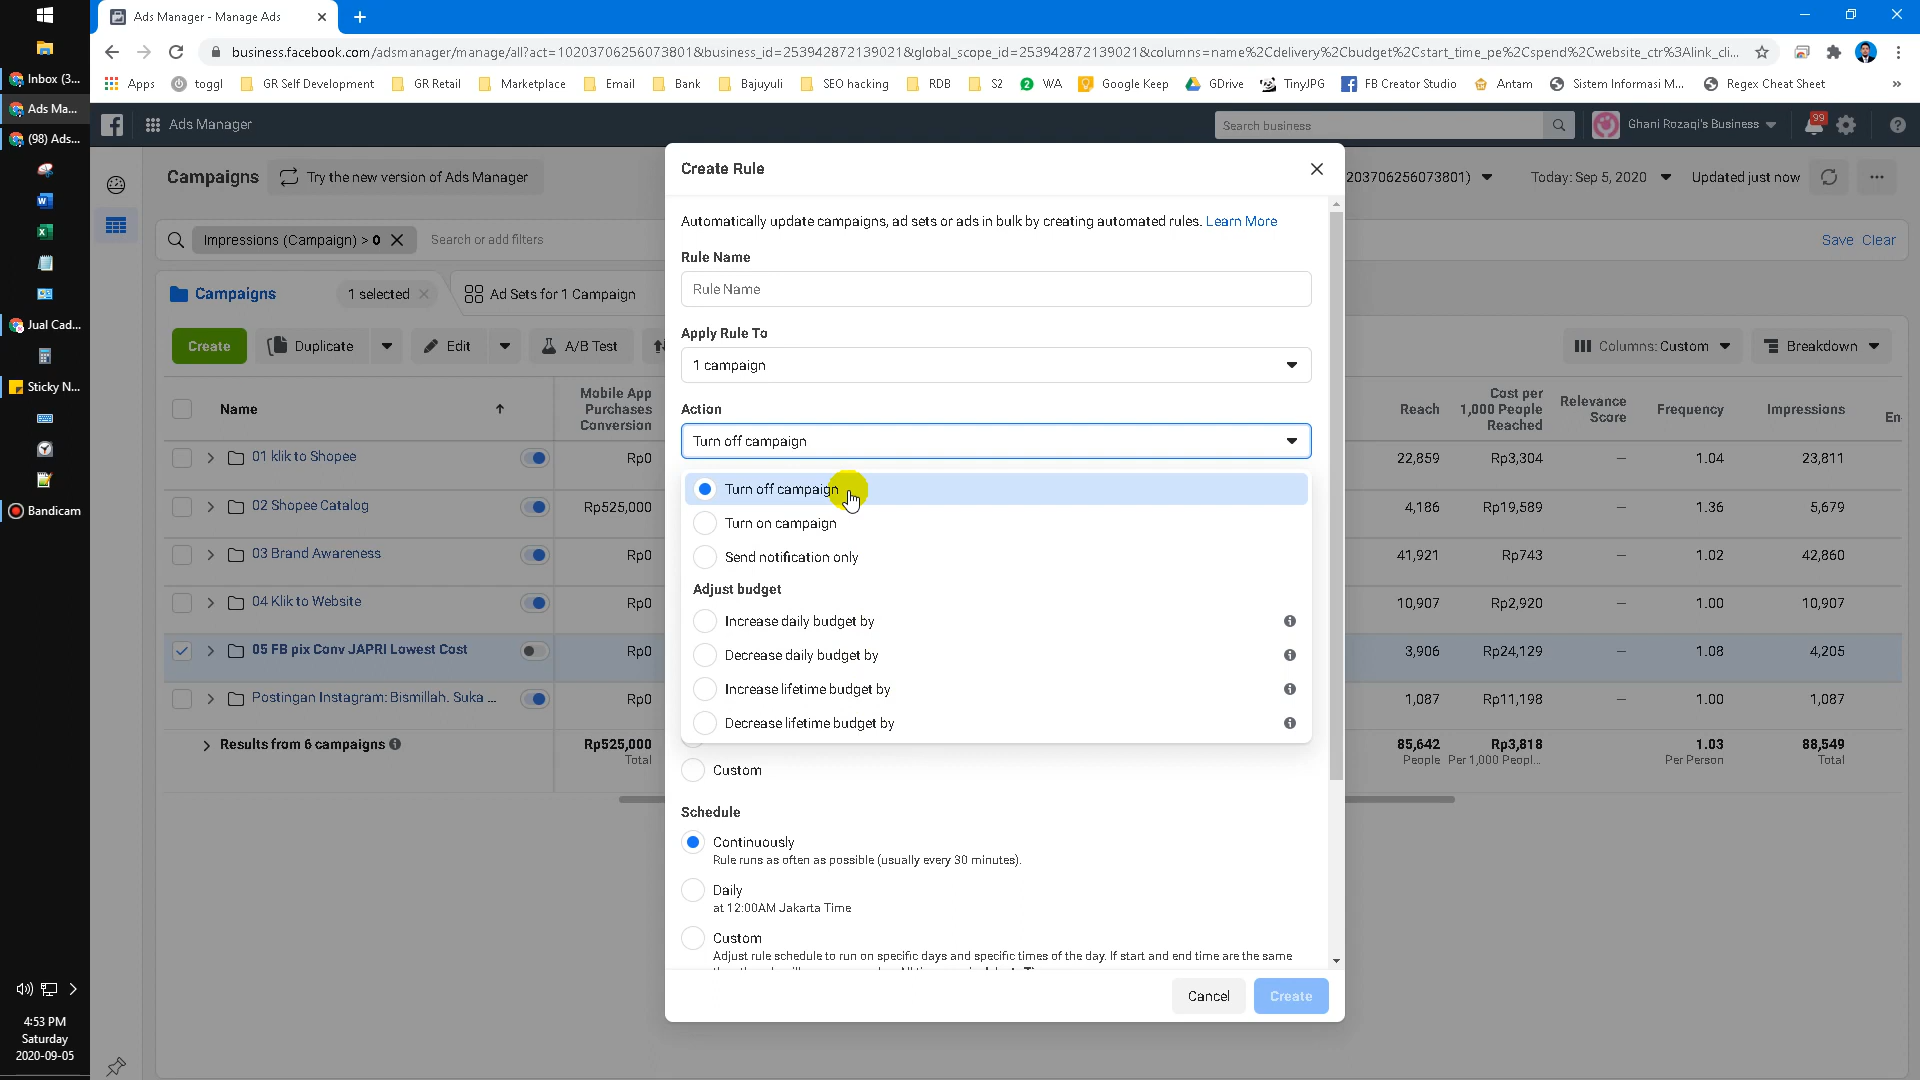 Ads Manager - Manage Ads
business.facebook.com/adsmanager/manage/all?act=10203706256073801&business_id=253942872139021&global_scope_id=253942872139021&columns=name%2Cdelivery%2Cbudget%2Cstart_time_pe%2Cspend%2Cwebsite_ctr%3Alink_cli...
Apps
toggl
GR Self Development
GR Retail
Marketplace
Email
Bank
Bajuyuli
SEO hacking
RDB
S2
2
WA
Google Keep
GDrive
TinyJPG
FB Creator Studio
Antam
Sistem Informasi M...
Regex Cheat Sheet
»
Inbox (3...
Ads Ma...
(98) Ads...
Jual Cad...
Sticky N...
Bandicam
4:53 PM
Saturday
2020-09-05
Ads Manager
Search business
Ghani Rozaqi's Business
99
Campaigns
Try the new version of Ads Manager
203706256073801)
Today: Sep 5, 2020
Updated just now
Impressions (Campaign) > 0
Search or add filters
Save
Clear
Campaigns
1 selected
Ad Sets for 1 Campaign
Create
Duplicate
Edit
A/B Test
Columns: Custom
Breakdown
Name
Mobile App
Purchases
Conversion
Reach
Cost per
1,000 People
Reached
Relevance
Score
Frequency
Impressions
En
01 klik to Shopee
Rp0
22,859
Rp3,304
—
1.04
23,811
02 Shopee Catalog
Rp525,000
4,186
Rp19,589
—
1.36
5,679
03 Brand Awareness
Rp0
41,921
Rp743
—
1.02
42,860
04 Klik to Website
Rp0
10,907
Rp2,920
—
1.00
10,907
05 FB pix Conv JAPRI Lowest Cost
Rp0
3,906
Rp24,129
—
1.08
4,205
Postingan Instagram: Bismillah. Suka ...
Rp0
1,087
Rp11,198
—
1.00
1,087
Results from 6 campaigns
Rp525,000
Total
85,642
People
Rp3,818
Per 1,000 Peopl...
1.03
Per Person
88,549
Total
Create Rule
Automatically update campaigns, ad sets or ads in bulk by creating automated rules. Learn More
Rule Name
Rule Name
Apply Rule To
1 campaign
Action
Turn off campaign
Turn off campaign
Turn on campaign
Send notification only
Adjust budget
Increase daily budget by
Decrease daily budget by
Increase lifetime budget by
Decrease lifetime budget by
Custom
Schedule
Continuously
Rule runs as often as possible (usually every 30 minutes).
Daily
at 12:00AM Jakarta Time
Custom
Adjust rule schedule to run on specific days and specific times of the day. If start and end time are the same
Cancel
Create